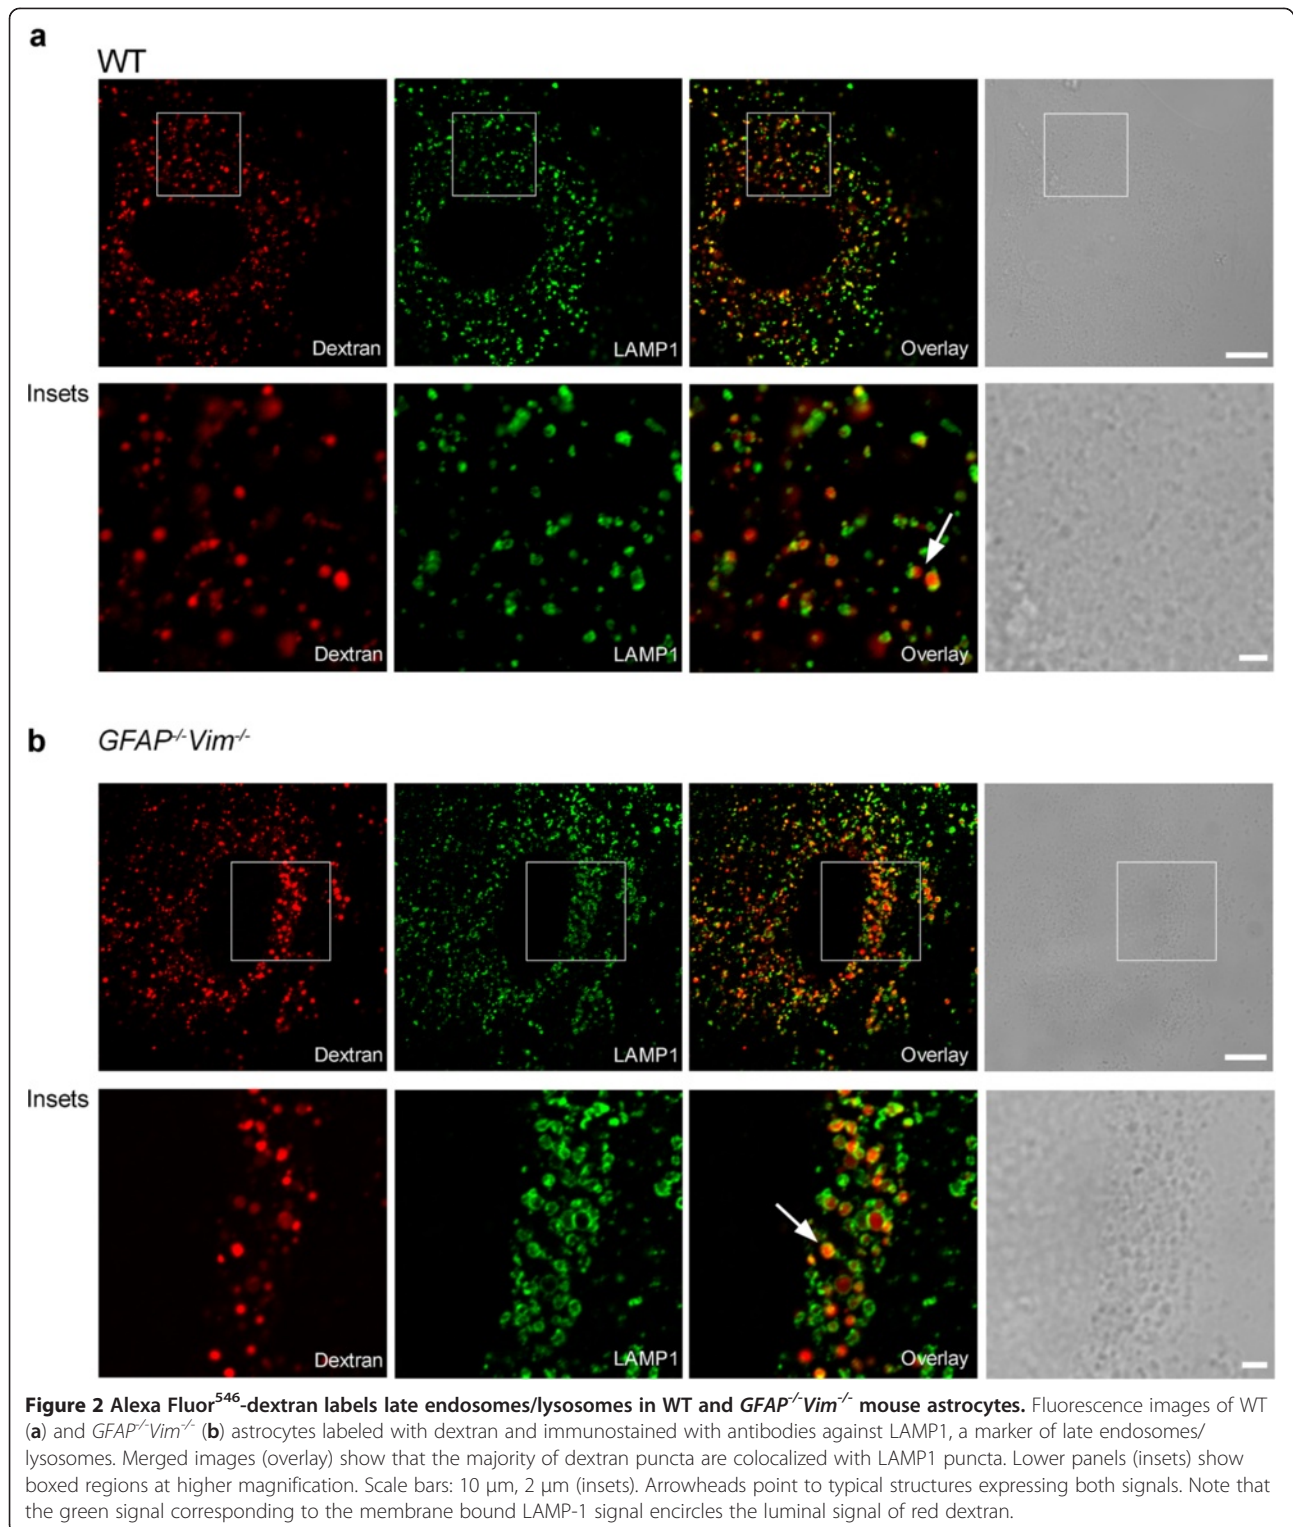 a
WT
Dextran
LAMP1
Overlay
Insets
Dextran
LAMP1
Overlay
b
GFAP-/-Vim-/-
Dextran
LAMP1
Overlay
Insets
Dextran
LAMP1
Overlay
Figure 2 Alexa Fluor546-dextran labels late endosomes/lysosomes in WT and GFAP-/-Vim-/- mouse astrocytes. Fluorescence images of WT
(a) and GFAP-/-Vim-/- (b) astrocytes labeled with dextran and immunostained with antibodies against LAMP1, a marker of late endosomes/
lysosomes. Merged images (overlay) show that the majority of dextran puncta are colocalized with LAMP1 puncta. Lower panels (insets) show
boxed regions at higher magnification. Scale bars: 10 μm, 2 μm (insets). Arrowheads point to typical structures expressing both signals. Note that
the green signal corresponding to the membrane bound LAMP-1 signal encircles the luminal signal of red dextran.